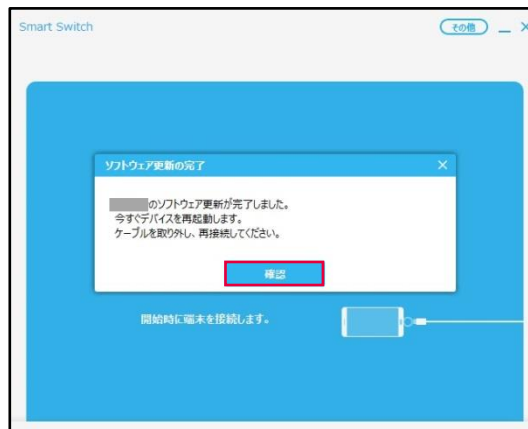 Smart Switch
その他
ソフトウェア更新の完了
のソフトウェア更新が完了しました。
今すぐデバイスを再起動します。
ケーブルを取り外し、再接続してください。
確認
開始時に端末を接続します。